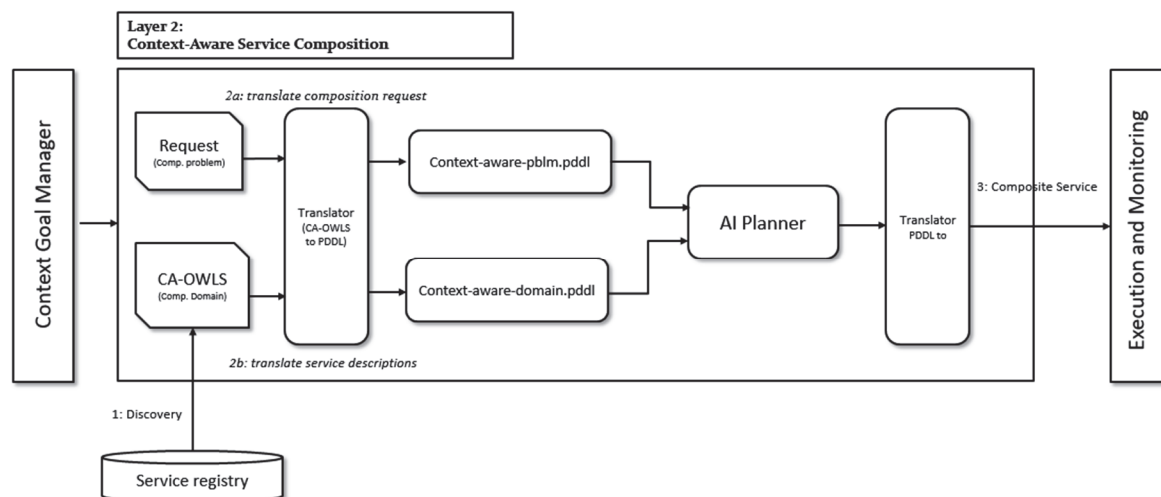 Layer 2:
Context-Aware Service Composition
Context Goal Manager
2a: translate composition request
Request
(Comp. problem)
CA-OWLS
(Comp. Domain)
Translator
(CA-OWLS
to PDDL)
Context-aware-pblm.pddl
Context-aware-domain.pddl
AI Planner
Translator
PDDL to
3: Composite Service
Execution and Monitoring
2b: translate service descriptions
1: Discovery
Service registry